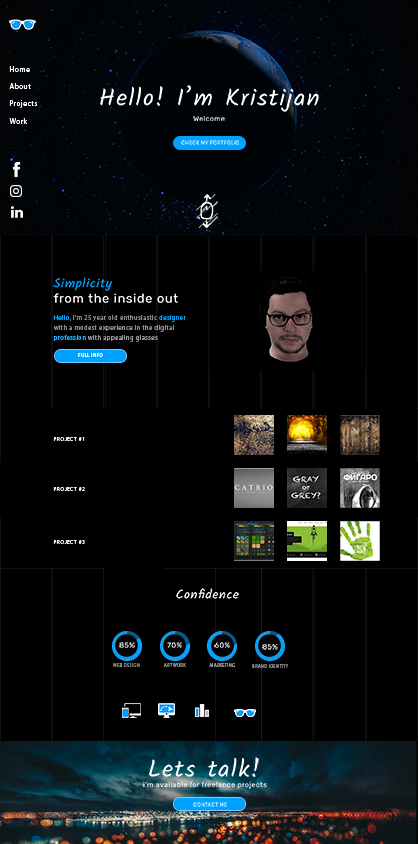 Home
About
Projects
Work
Hello! I'm Kristijan
Welcome
CHECK MY PORTFOLIO
Simplicity
from the inside out
Hello, I'm 25 year old enthusiastic designer
with a modest experience in the digital
profession with appealing glasses
FULL INFO
PROJECT #1
PROJECT #2
CATRIO
GRAY
or
GREY?
ФИГАРО
PROJECT #3
Confidence
85%
70%
60%
85%
WEB DESIGN
ARTWORK
MARKETING
BRAND IDENTITY
Lets talk!
i'm available for freelance projects
CONTACT ME